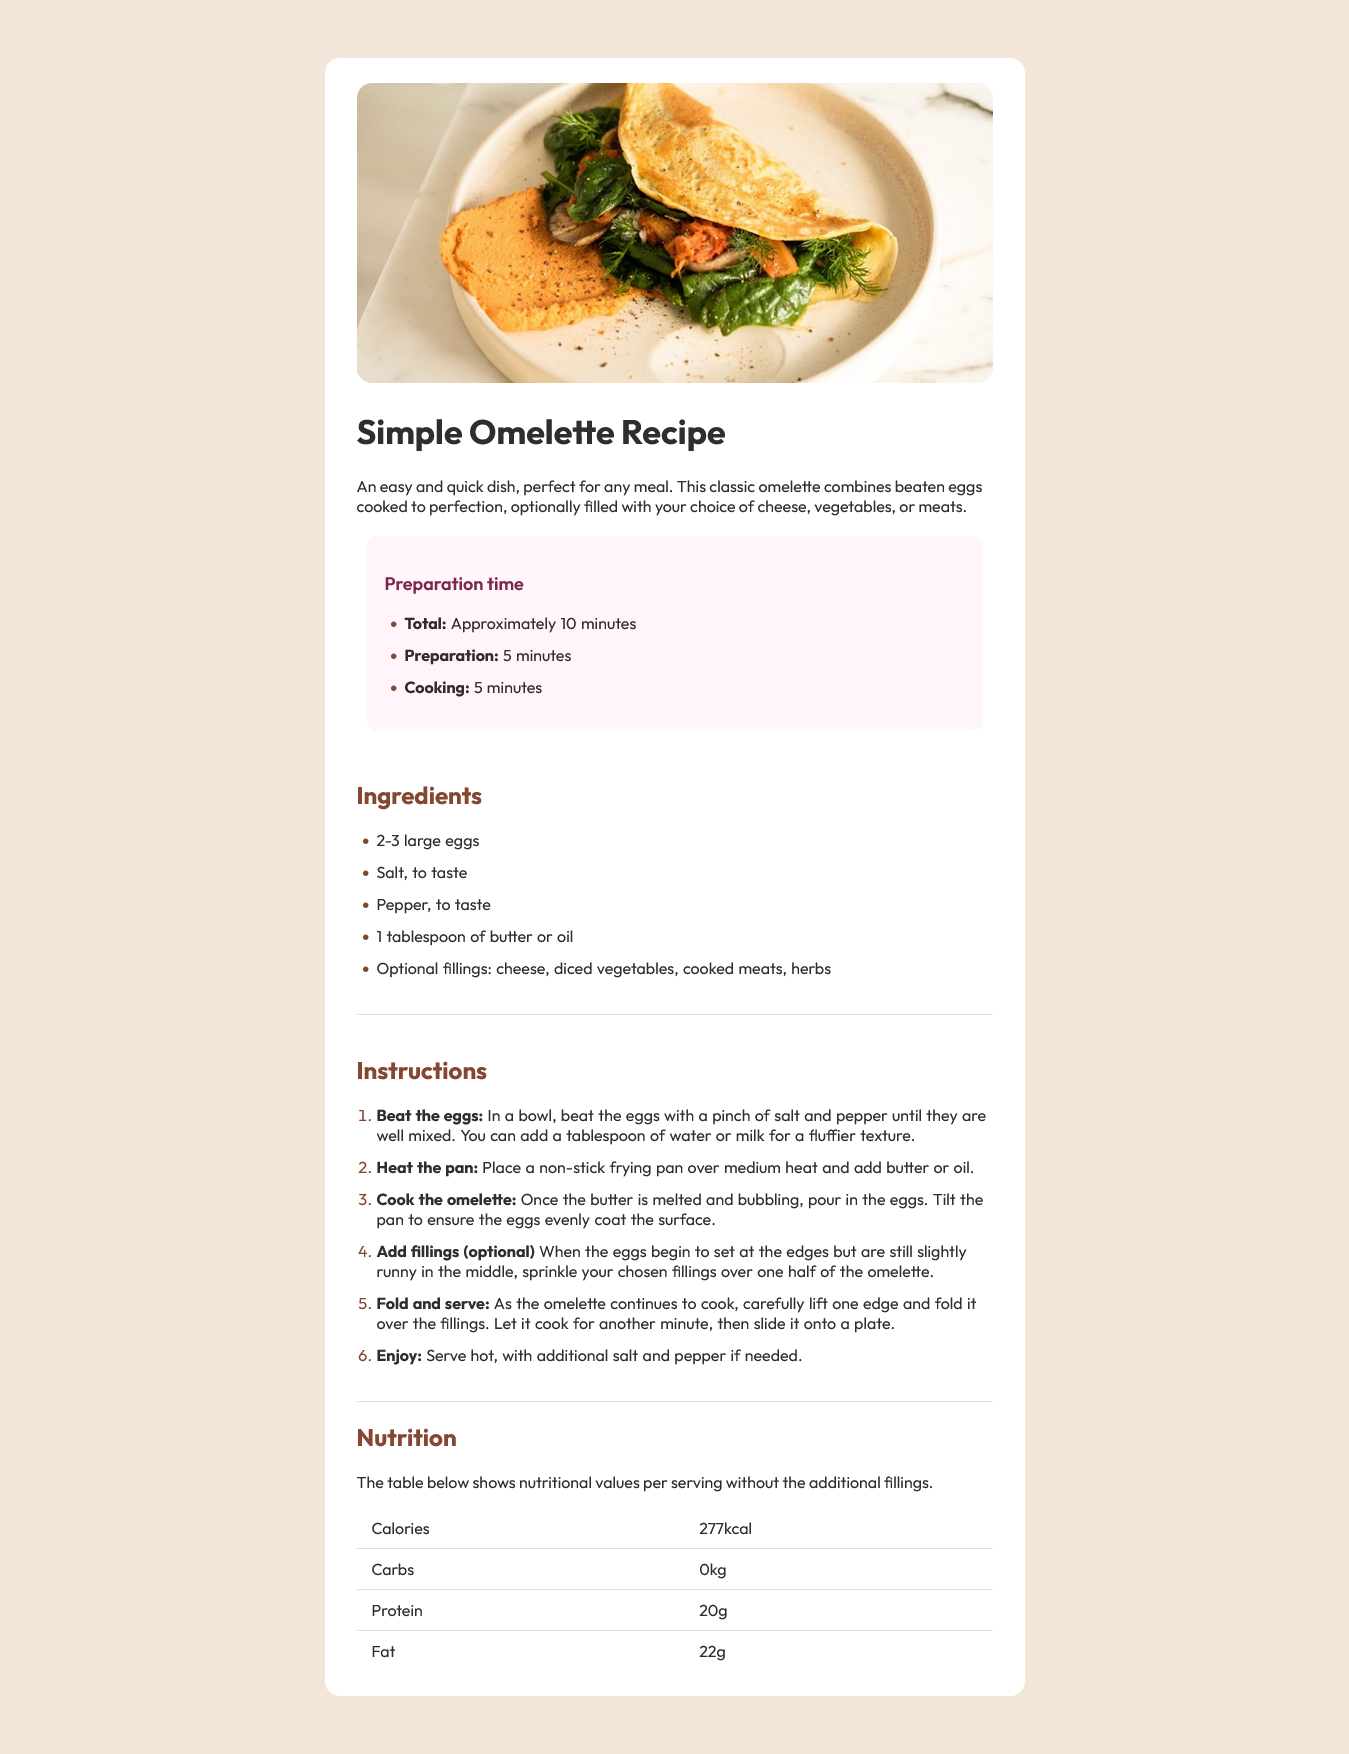 Simple Omelette Recipe
An easy and quick dish, perfect for any meal. This classic omelette combines beaten eggs
cooked to perfection, optionally filled with your choice of cheese, vegetables, or meats.
Preparation time
• Total: Approximately 10 minutes
• Preparation: 5 minutes
• Cooking: 5 minutes
Ingredients
• 2-3 large eggs
• Salt, to taste
• Pepper, to taste
• 1 tablespoon of butter or oil
• Optional fillings: cheese, diced vegetables, cooked meats, herbs
Instructions
1. Beat the eggs: In a bowl, beat the eggs with a pinch of salt and pepper until they are
well mixed. You can add a tablespoon of water or milk for a fluffier texture.
2. Heat the pan: Place a non-stick frying pan over medium heat and add butter or oil.
3. Cook the omelette: Once the butter is melted and bubbling, pour in the eggs. Tilt the
pan to ensure the eggs evenly coat the surface.
4. Add fillings (optional) When the eggs begin to set at the edges but are still slightly
runny in the middle, sprinkle your chosen fillings over one half of the omelette.
5. Fold and serve: As the omelette continues to cook, carefully lift one edge and fold it
over the fillings. Let it cook for another minute, then slide it onto a plate.
6. Enjoy: Serve hot, with additional salt and pepper if needed.
Nutrition
The table below shows nutritional values per serving without the additional fillings.
Calories 277kcal
Carbs 0kg
Protein 20g
Fat 22g